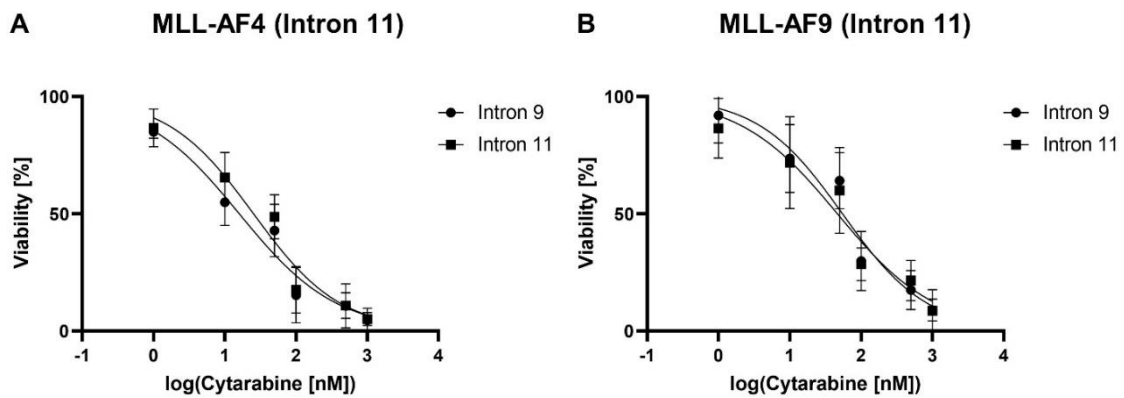 A MLL-AF4 (Intron 11)
100
50
0
Viability [%]
-1 0 1 2 3 4
log(Cytarabine [nM])
Intron 9
Intron 11
B MLL-AF9 (Intron 11)
100
50
0
Viability [%]
-1 0 1 2 3 4
log(Cytarabine [nM])
Intron 9
Intron 11